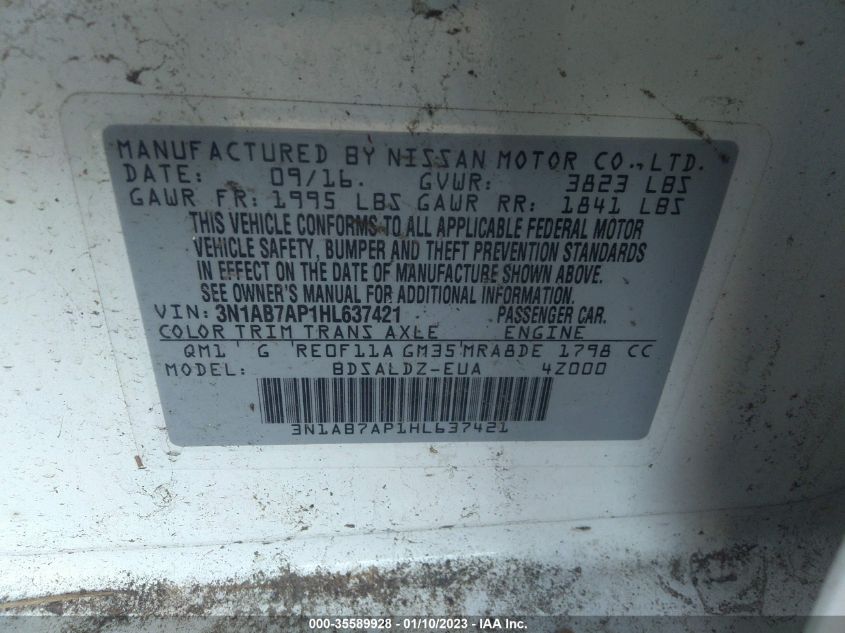 MANUFACTURED BY NISSAN MOTOR CO., LTD.
DATE: 09/16. GVWR: 3823 LBS
GAWR FR: 1995 LBS GAWR RR: 1841 LBS
THIS VEHICLE CONFORMS TO ALL APPLICABLE FEDERAL MOTOR
VEHICLE SAFETY, BUMPER AND THEFT PREVENTION STANDARDS
IN EFFECT ON THE DATE OF MANUFACTURE SHOWN ABOVE.
SEE OWNER'S MANUAL FOR ADDITIONAL INFORMATION.
VIN: 3N1AB7AP1HL637421 PASSENGER CAR.
COLOR TRIM TRANS AXLE ENGINE
QM1 G RE0F11A GM35 MRA8DE 1798 CC
MODEL: BDSALDZ-EUA 4Z000
3N1AB7AP1HL637421
000-35589928 - 01/10/2023 - IAA Inc.